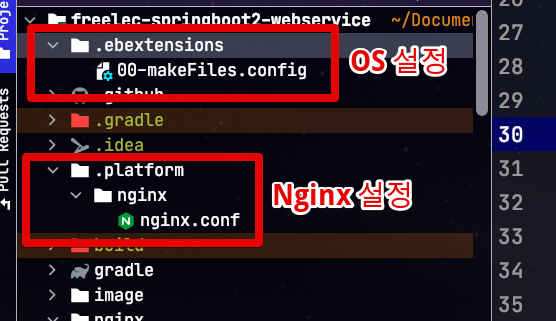 Proje
Pull Requests
freelec-springboot2-webservice ~/Docume
.ebextensions
00-makeFiles.config
OS 설정
.github
.gradle
.idea
.platform
nginx
nginx.conf
Nginx 설정
build
gradle
image
nginx
26
27
28
29
30
31
32
33
34
35